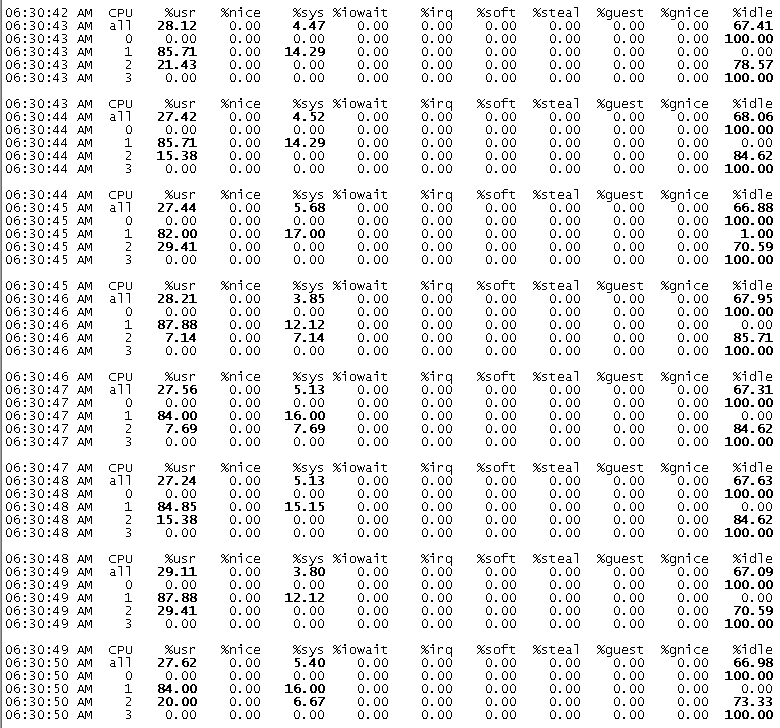 06:30:42 AM CPU %usr %nice %sys %iowait %irq %soft %steal %guest %gnice %idle
06:30:43 AM all 28.12 0.00 4.47 0.00 0.00 0.00 0.00 0.00 0.00 67.41
06:30:43 AM 0 0.00 0.00 0.00 0.00 0.00 0.00 0.00 0.00 0.00 100.00
06:30:43 AM 1 85.71 0.00 14.29 0.00 0.00 0.00 0.00 0.00 0.00 0.00
06:30:43 AM 2 21.43 0.00 0.00 0.00 0.00 0.00 0.00 0.00 0.00 78.57
06:30:43 AM 3 0.00 0.00 0.00 0.00 0.00 0.00 0.00 0.00 0.00 100.00
06:30:43 AM CPU %usr %nice %sys %iowait %irq %soft %steal %guest %gnice %idle
06:30:44 AM all 27.42 0.00 4.52 0.00 0.00 0.00 0.00 0.00 0.00 68.06
06:30:44 AM 0 0.00 0.00 0.00 0.00 0.00 0.00 0.00 0.00 0.00 100.00
06:30:44 AM 1 85.71 0.00 14.29 0.00 0.00 0.00 0.00 0.00 0.00 0.00
06:30:44 AM 2 15.38 0.00 0.00 0.00 0.00 0.00 0.00 0.00 0.00 84.62
06:30:44 AM 3 0.00 0.00 0.00 0.00 0.00 0.00 0.00 0.00 0.00 100.00
06:30:44 AM CPU %usr %nice %sys %iowait %irq %soft %steal %guest %gnice %idle
06:30:45 AM all 27.44 0.00 5.68 0.00 0.00 0.00 0.00 0.00 0.00 66.88
06:30:45 AM 0 0.00 0.00 0.00 0.00 0.00 0.00 0.00 0.00 0.00 100.00
06:30:45 AM 1 82.00 0.00 17.00 0.00 0.00 0.00 0.00 0.00 0.00 1.00
06:30:45 AM 2 29.41 0.00 0.00 0.00 0.00 0.00 0.00 0.00 0.00 70.59
06:30:45 AM 3 0.00 0.00 0.00 0.00 0.00 0.00 0.00 0.00 0.00 100.00
06:30:45 AM CPU %usr %nice %sys %iowait %irq %soft %steal %guest %gnice %idle
06:30:46 AM all 28.21 0.00 3.85 0.00 0.00 0.00 0.00 0.00 0.00 67.95
06:30:46 AM 0 0.00 0.00 0.00 0.00 0.00 0.00 0.00 0.00 0.00 100.00
06:30:46 AM 1 87.88 0.00 12.12 0.00 0.00 0.00 0.00 0.00 0.00 0.00
06:30:46 AM 2 7.14 0.00 7.14 0.00 0.00 0.00 0.00 0.00 0.00 85.71
06:30:46 AM 3 0.00 0.00 0.00 0.00 0.00 0.00 0.00 0.00 0.00 100.00
06:30:46 AM CPU %usr %nice %sys %iowait %irq %soft %steal %guest %gnice %idle
06:30:47 AM all 27.56 0.00 5.13 0.00 0.00 0.00 0.00 0.00 0.00 67.31
06:30:47 AM 0 0.00 0.00 0.00 0.00 0.00 0.00 0.00 0.00 0.00 100.00
06:30:47 AM 1 84.00 0.00 16.00 0.00 0.00 0.00 0.00 0.00 0.00 0.00
06:30:47 AM 2 7.69 0.00 7.69 0.00 0.00 0.00 0.00 0.00 0.00 84.62
06:30:47 AM 3 0.00 0.00 0.00 0.00 0.00 0.00 0.00 0.00 0.00 100.00
06:30:47 AM CPU %usr %nice %sys %iowait %irq %soft %steal %guest %gnice %idle
06:30:48 AM all 27.24 0.00 5.13 0.00 0.00 0.00 0.00 0.00 0.00 67.63
06:30:48 AM 0 0.00 0.00 0.00 0.00 0.00 0.00 0.00 0.00 0.00 100.00
06:30:48 AM 1 84.85 0.00 15.15 0.00 0.00 0.00 0.00 0.00 0.00 0.00
06:30:48 AM 2 15.38 0.00 0.00 0.00 0.00 0.00 0.00 0.00 0.00 84.62
06:30:48 AM 3 0.00 0.00 0.00 0.00 0.00 0.00 0.00 0.00 0.00 100.00
06:30:48 AM CPU %usr %nice %sys %iowait %irq %soft %steal %guest %gnice %idle
06:30:49 AM all 29.11 0.00 3.80 0.00 0.00 0.00 0.00 0.00 0.00 67.09
06:30:49 AM 0 0.00 0.00 0.00 0.00 0.00 0.00 0.00 0.00 0.00 100.00
06:30:49 AM 1 87.88 0.00 12.12 0.00 0.00 0.00 0.00 0.00 0.00 0.00
06:30:49 AM 2 29.41 0.00 0.00 0.00 0.00 0.00 0.00 0.00 0.00 70.59
06:30:49 AM 3 0.00 0.00 0.00 0.00 0.00 0.00 0.00 0.00 0.00 100.00
06:30:49 AM CPU %usr %nice %sys %iowait %irq %soft %steal %guest %gnice %idle
06:30:50 AM all 27.62 0.00 5.40 0.00 0.00 0.00 0.00 0.00 0.00 66.98
06:30:50 AM 0 0.00 0.00 0.00 0.00 0.00 0.00 0.00 0.00 0.00 100.00
06:30:50 AM 1 84.00 0.00 16.00 0.00 0.00 0.00 0.00 0.00 0.00 0.00
06:30:50 AM 2 20.00 0.00 6.67 0.00 0.00 0.00 0.00 0.00 0.00 73.33
06:30:50 AM 3 0.00 0.00 0.00 0.00 0.00 0.00 0.00 0.00 0.00 100.00